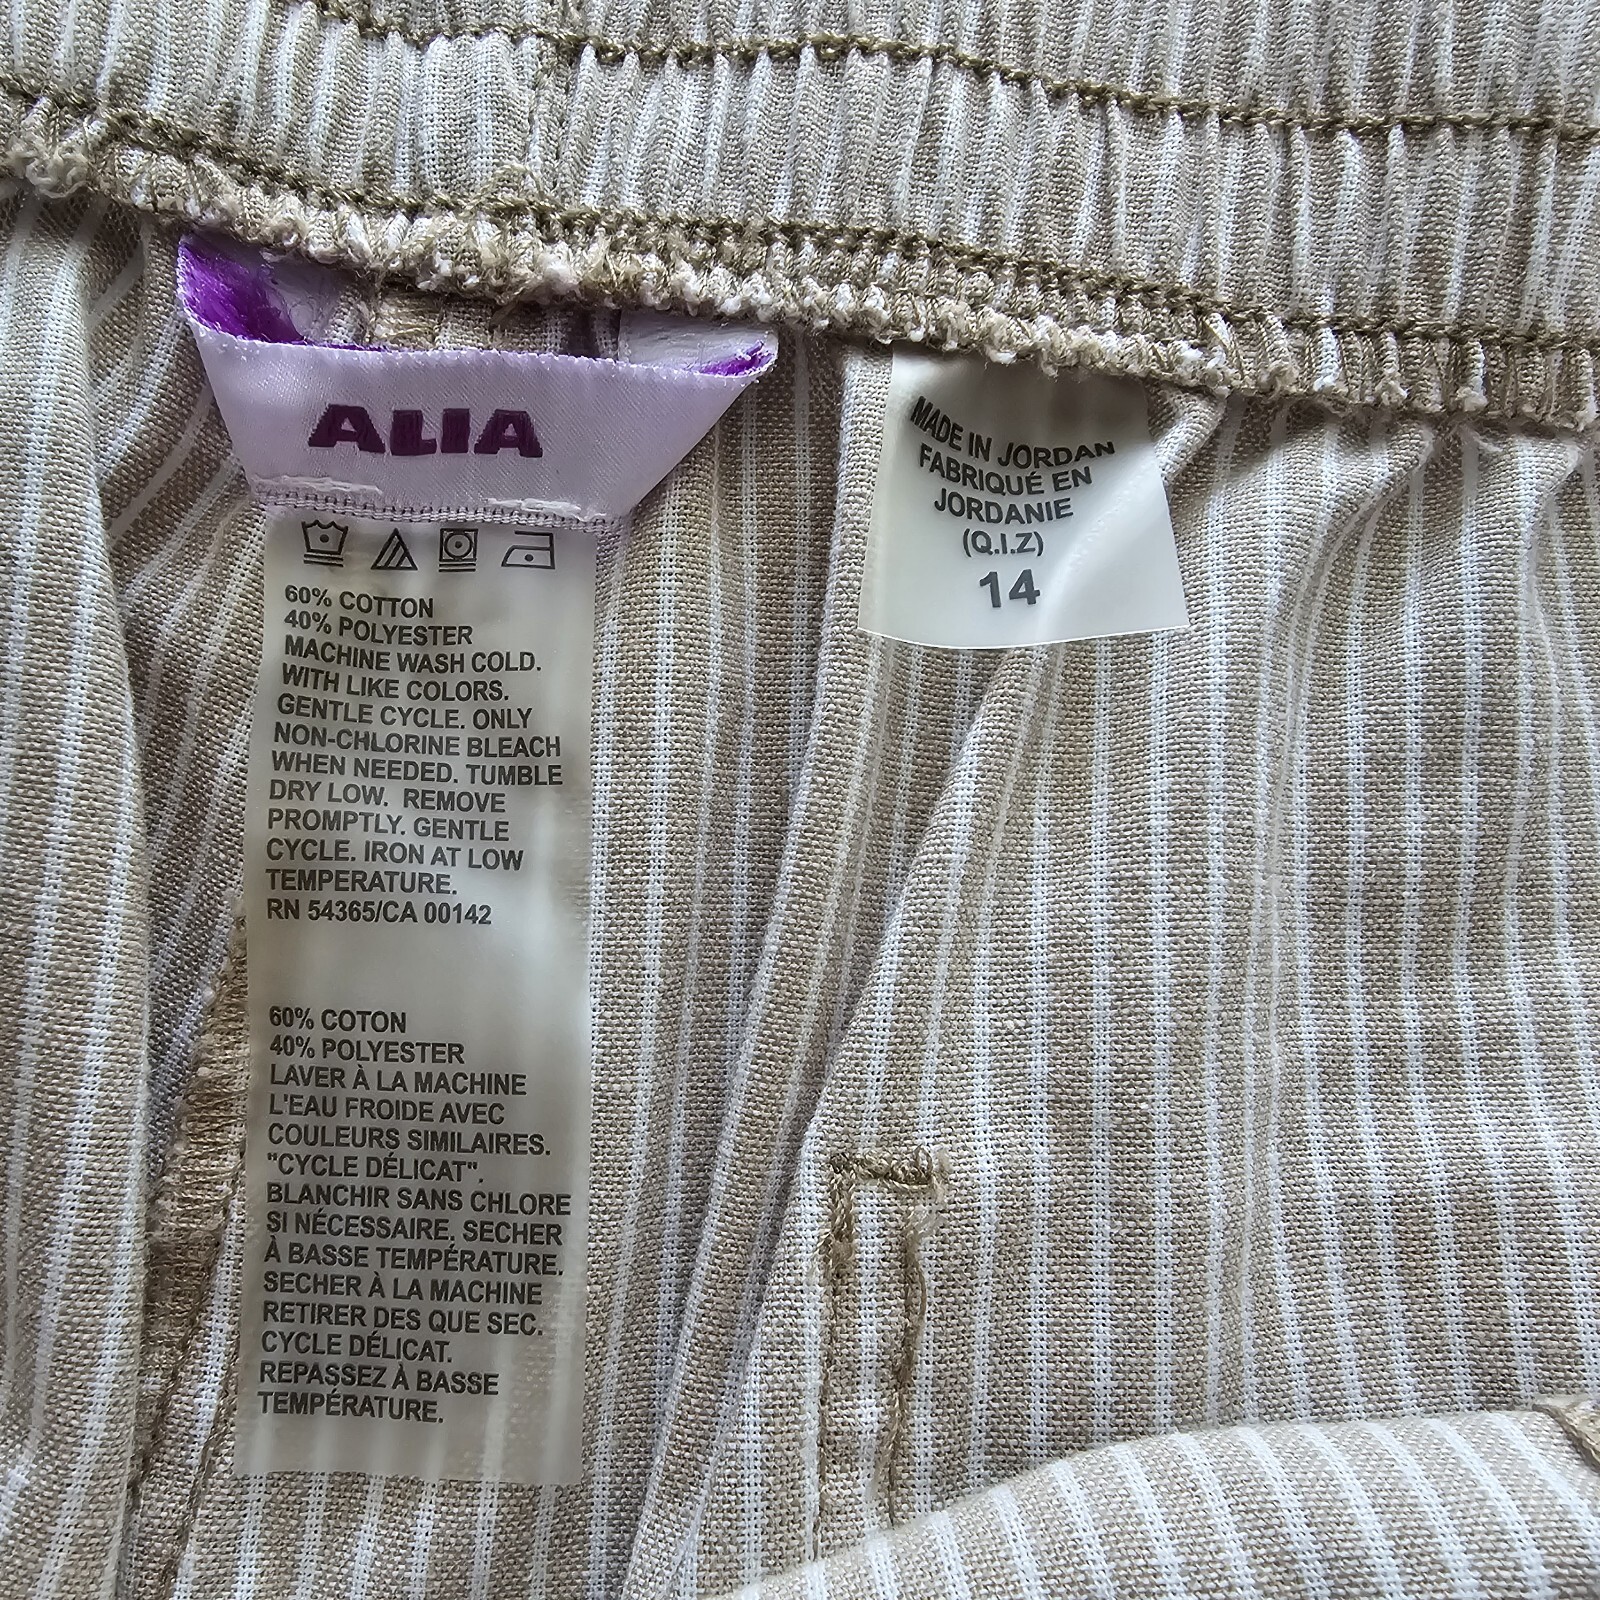 ALIA
60% COTTON
40% POLYESTER
MACHINE WASH COLD.
WITH LIKE COLORS.
GENTLE CYCLE. ONLY
NON-CHLORINE BLEACH
WHEN NEEDED. TUMBLE
DRY LOW. REMOVE
PROMPTLY. GENTLE
CYCLE. IRON AT LOW
TEMPERATURE.
RN 54365/CA 00142
60% COTON
40% POLYESTER
LAVER À LA MACHINE
L'EAU FROIDE AVEC
COULEURS SIMILAIRES.
"CYCLE DÉLICAT".
BLANCHIR SANS CHLORE
SI NÉCESSAIRE. SECHER
À BASSE TEMPÉRATURE.
SECHER À LA MACHINE
RETIRER DES QUE SEC.
CYCLE DÉLICAT.
REPASSEZ À BASSE
TEMPÉRATURE.
MADE IN JORDAN
FABRIQUÉ EN
JORDANIE
(Q.I.Z)
14